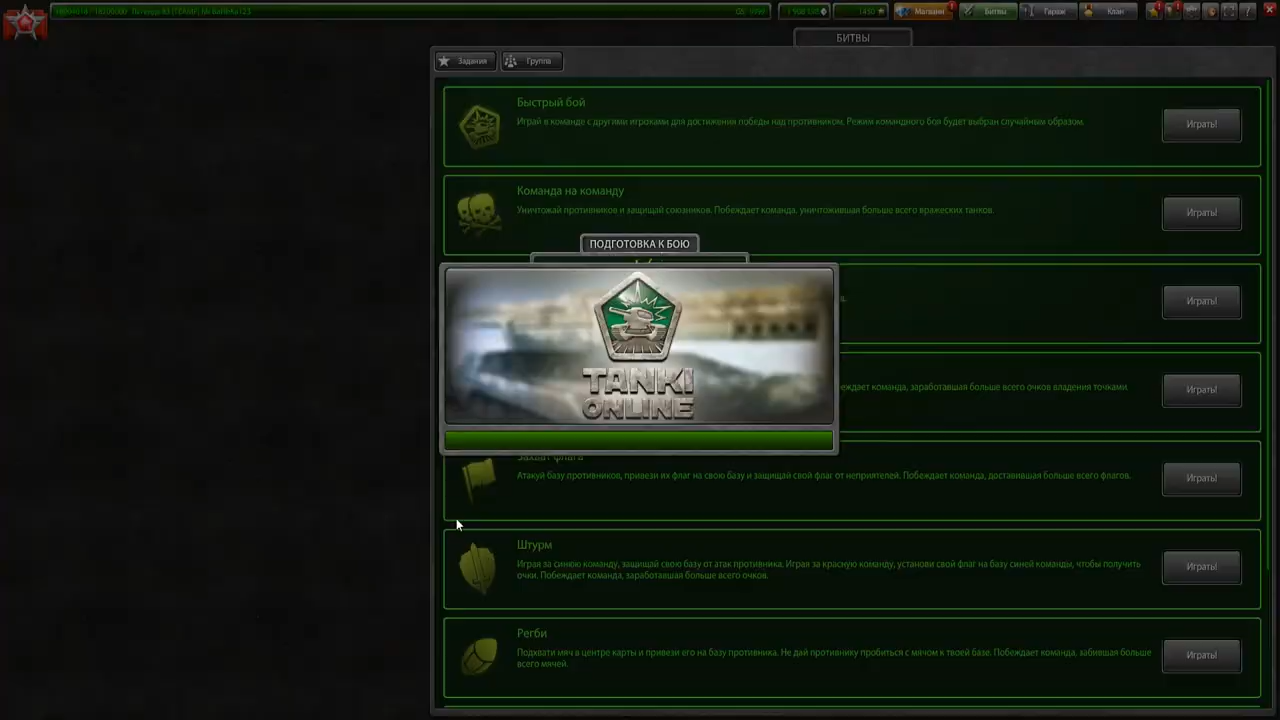 1450
Магазин
Битвы
Гараж
Клан
БИТВЫ
Задания
Группа
Быстрый бой
Играй в команде с другими игроками для достижения победы над противником. Режим командного боя будет выбран случайным образом.
Играть!
Команда на команду
Уничтожай противников и защищай союзников. Побеждает команда, уничтожившая больше всего вражеских танков.
Играть!
ПОДГОТОВКА К БОЮ
TANKI
ONLINE
Играть!
команда, заработавшая больше всего очков владения точками.
Играть!
Захват флага
Атакуй базу противников, привези их флаг на свою базу и защищай свой флаг от неприятелей. Побеждает команда, доставившая больше всего флагов.
Играть!
Штурм
Играя за синюю команду, защищай свою базу от атак противника. Играя за красную команду, установи свой флаг на базу синей команды, чтобы получить
очки. Побеждает команда, заработавшая больше всего очков.
Играть!
Регби
Подхвати мяч в центре карты и привези его на базу противника. Не дай противнику пробиться с мячом к твоей базе. Побеждает команда, забившая больше
всего мячей.
Играть!